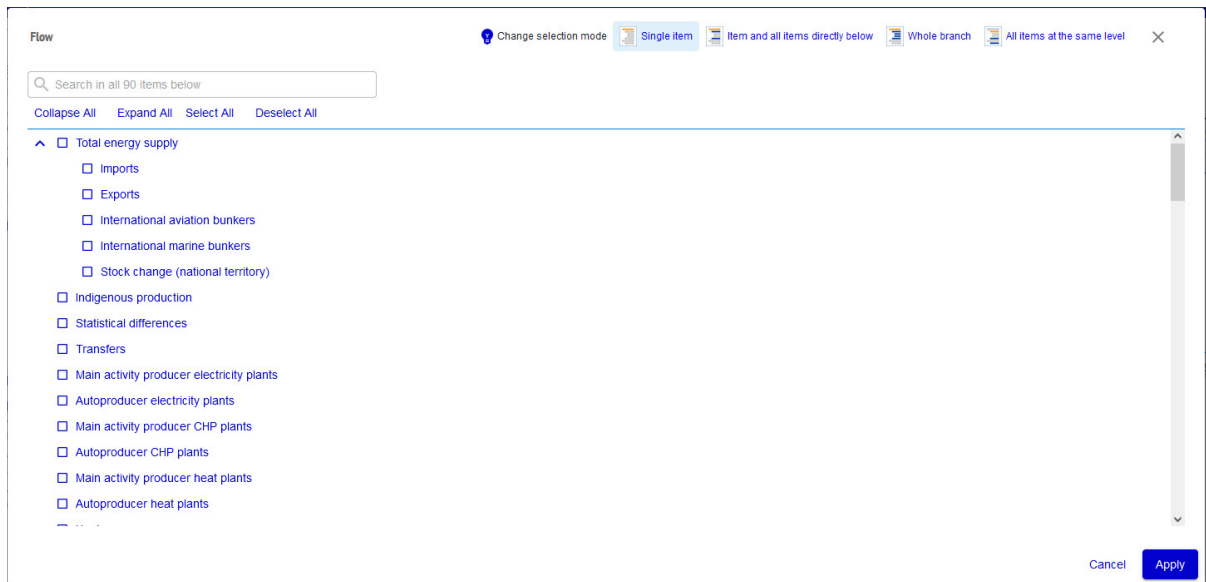 Flow
Change selection mode Single item Item and all items directly below Whole branch All items at the same level
Search in all 90 items below
Collapse All Expand All Select All Deselect All
Total energy supply
Imports
Exports
International aviation bunkers
International marine bunkers
Stock change (national territory)
Indigenous production
Statistical differences
Transfers
Main activity producer electricity plants
Autoproducer electricity plants
Main activity producer CHP plants
Autoproducer CHP plants
Main activity producer heat plants
Autoproducer heat plants
Cancel Apply